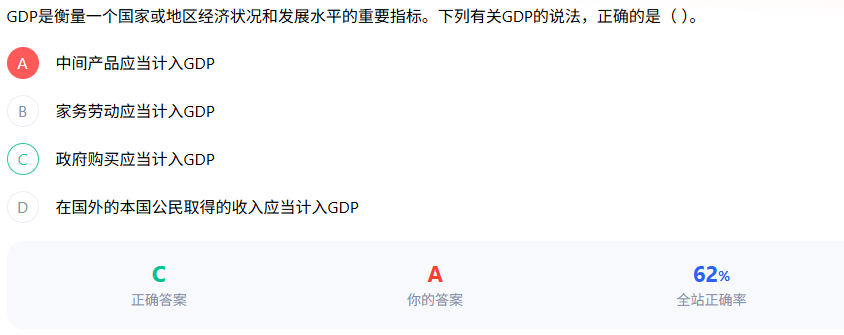 GDP是衡量一个国家或地区经济状况和发展水平的重要指标。下列有关GDP的说法，正确的是（ ）。
A 中间产品应当计入GDP
B 家务劳动应当计入GDP
C 政府购买应当计入GDP
D 在国外的本国公民取得的收入应当计入GDP
C A 62%
正确答案 你的答案 全站正确率